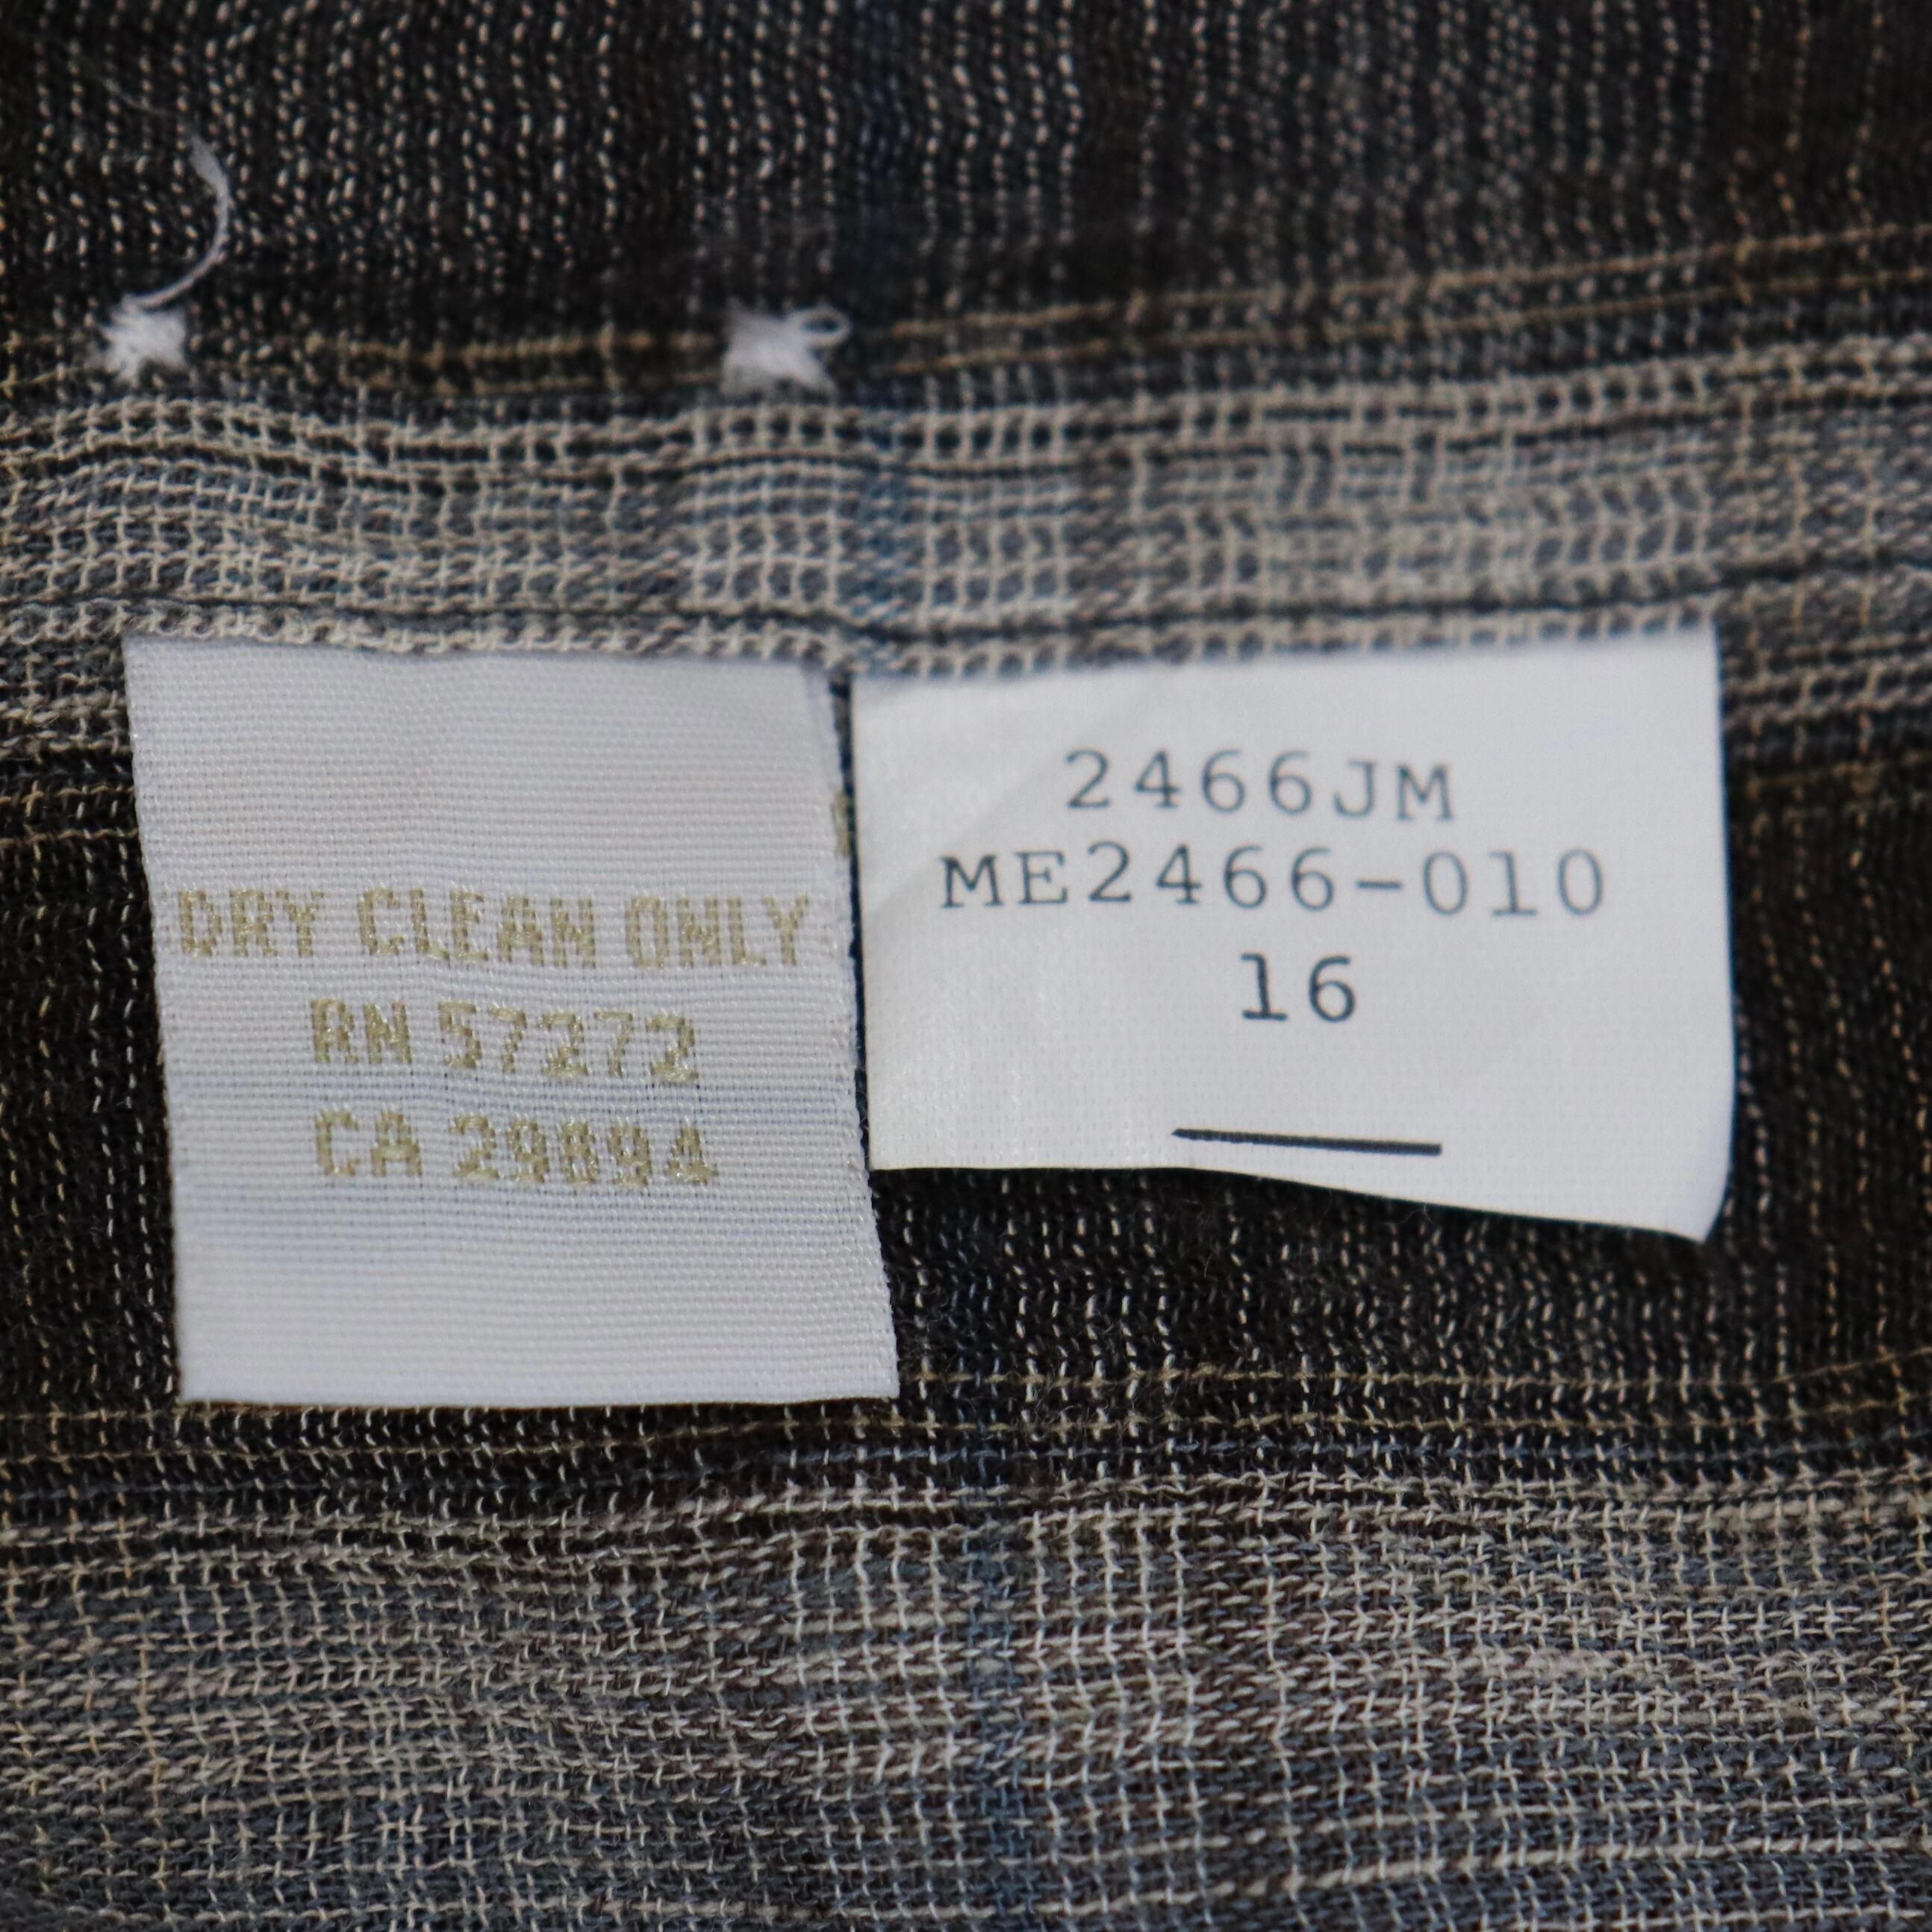 DRY CLEAN ONLY
RN 57272
CA 29894
2466JM
ME2466-010
16